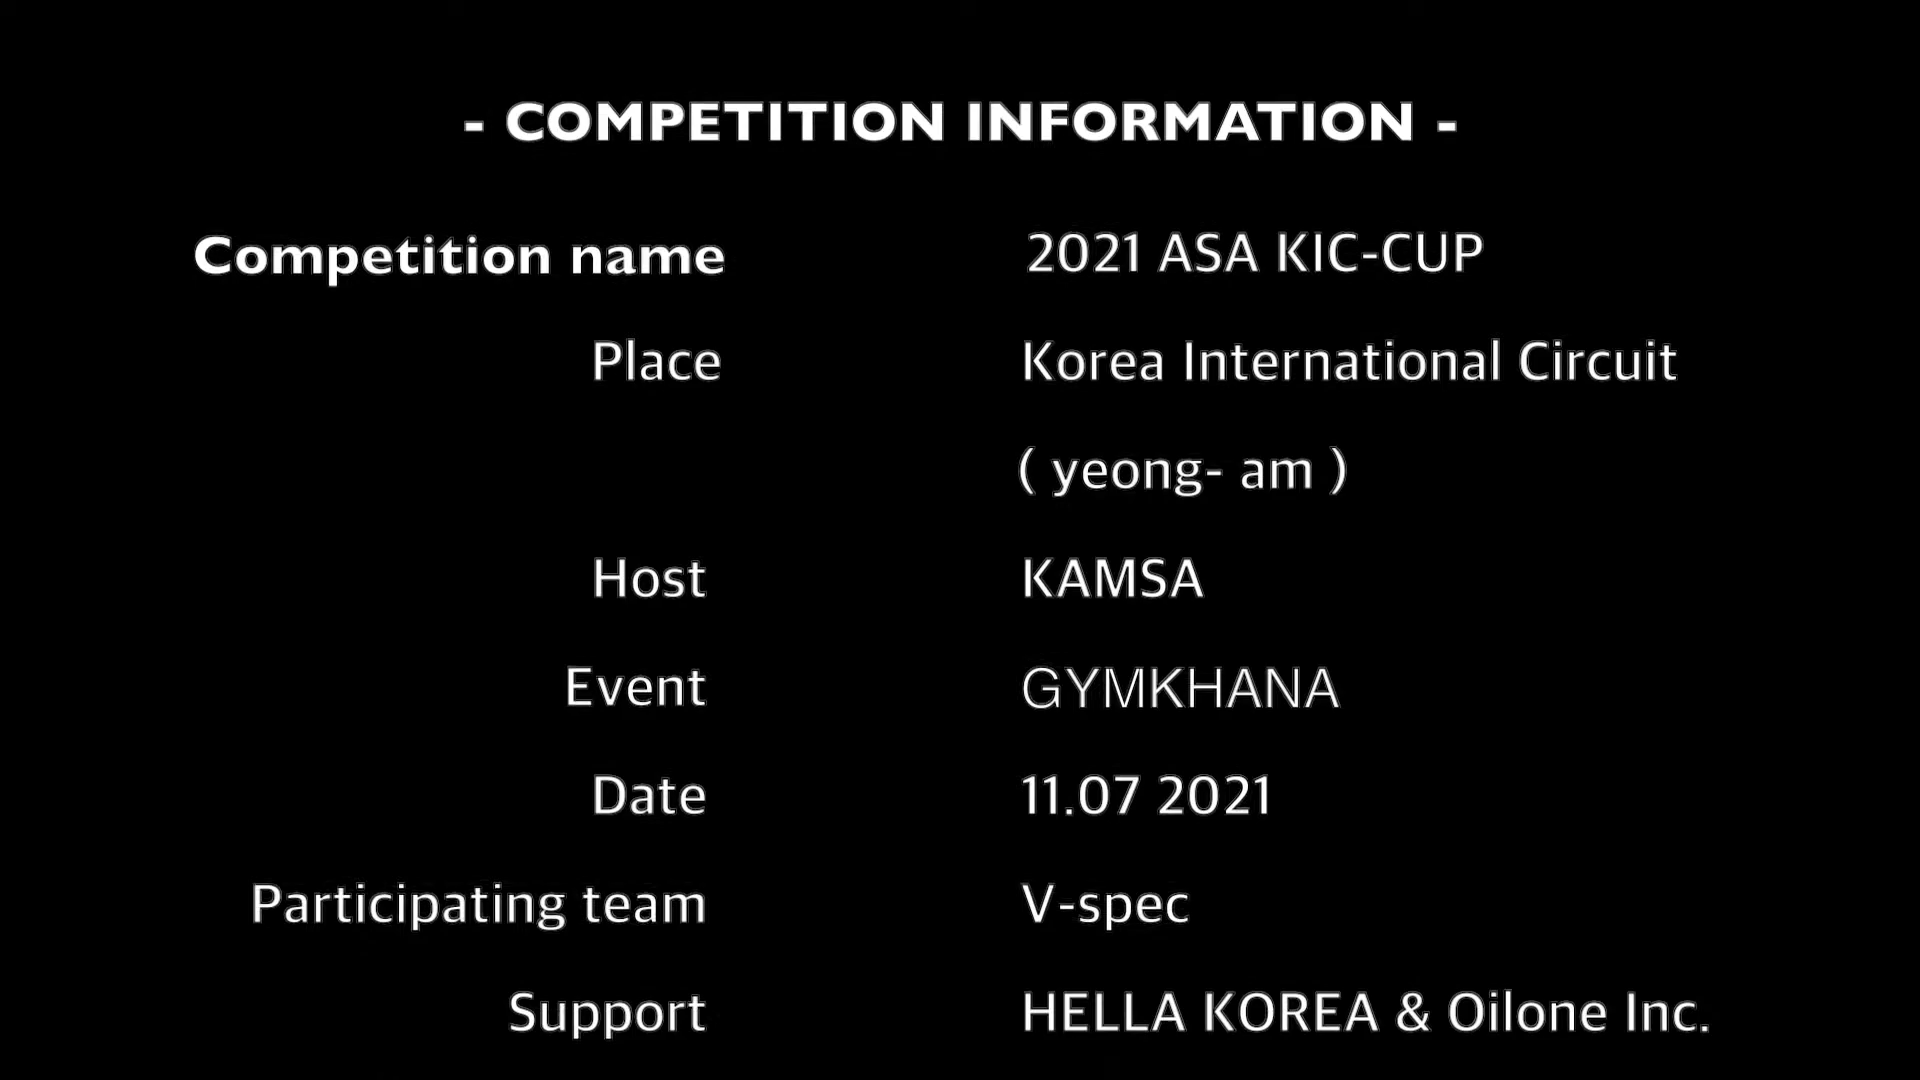 - COMPETITION INFORMATION -
Competition name 2021 ASA KIC-CUP
Place Korea International Circuit
( yeong- am )
Host KAMSA
Event GYMKHANA
Date 11.07 2021
Participating team V-spec
Support HELLA KOREA & Oilone Inc.